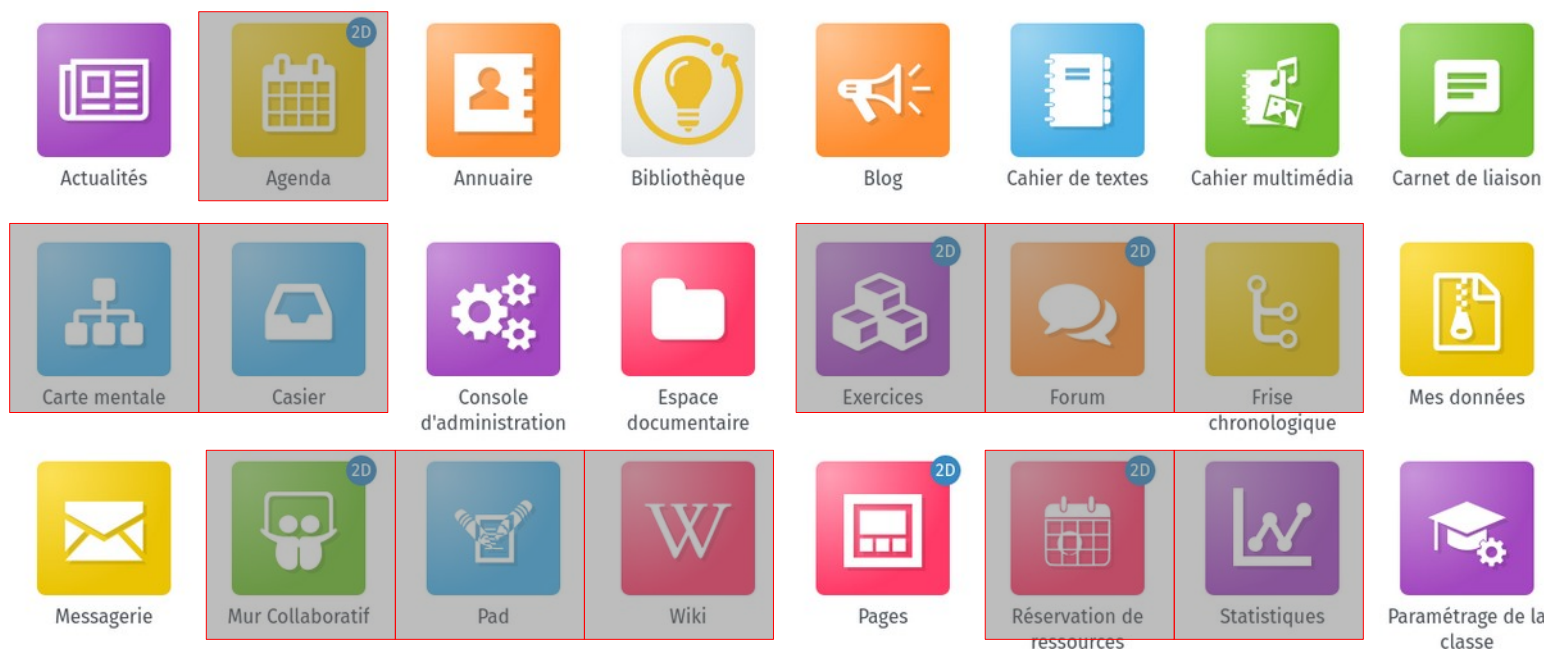 2D
Actualités Agenda Annuaire Bibliothèque Blog Cahier de textes Cahier multimédia Carnet de liaison
2D 2D
Carte mentale Casier Console Espace Exercices Forum Frise Mes données
d'administration documentaire chronologique
2D W 2D 2D
Messagerie Mur Collaboratif Pad Wiki Pages Réservation de Statistiques Paramétrage de la
ressources classe